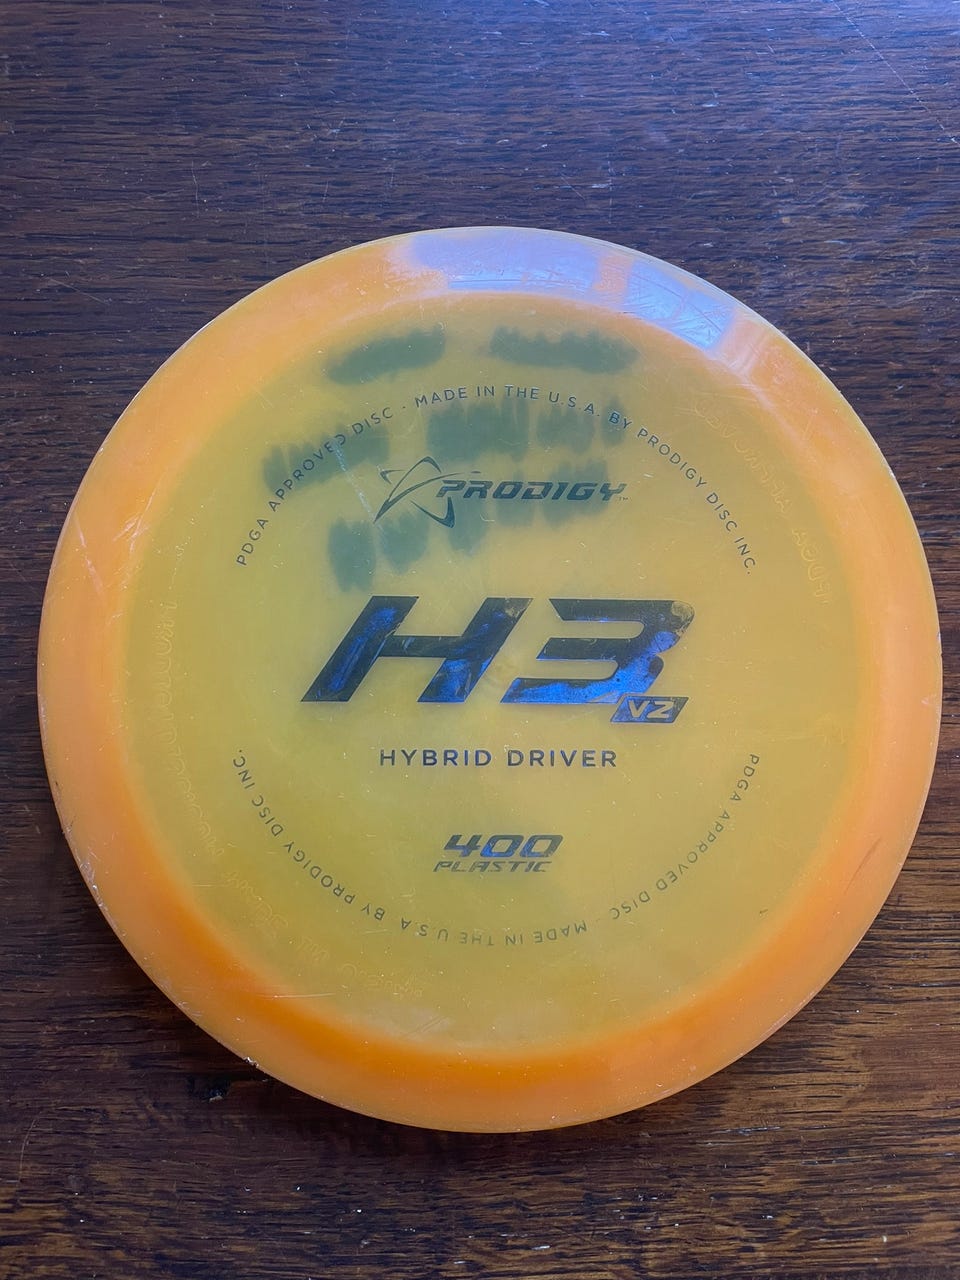 PDGA APPROVED DISC · MADE IN THE U.S.A. BY PRODIGY DISC INC.
PRODIGY™
H3
V2
HYBRID DRIVER
400
PLASTIC
PDGA APPROVED DISC · MADE IN THE U.S.A. BY PRODIGY DISC INC.